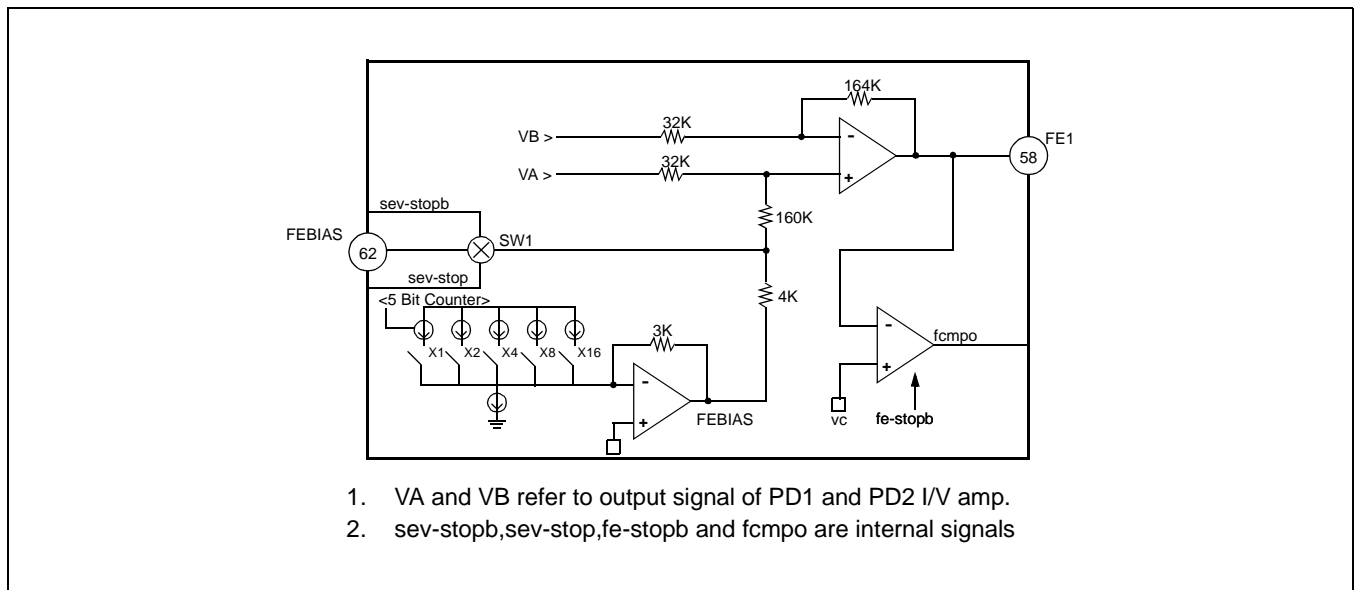 164K
32K
VB >
FE1
58
32K
VA >
160K
sev-stopb
FEBIAS
62
SW1
sev-stop
<5 Bit Counter>
4K
X1 X2 X4 X8 X16
3K
fcmpo
FEBIAS
vc
fe-stopb
1. VA and VB refer to output signal of PD1 and PD2 I/V amp.
2. sev-stopb,sev-stop,fe-stopb and fcmpo are internal signals